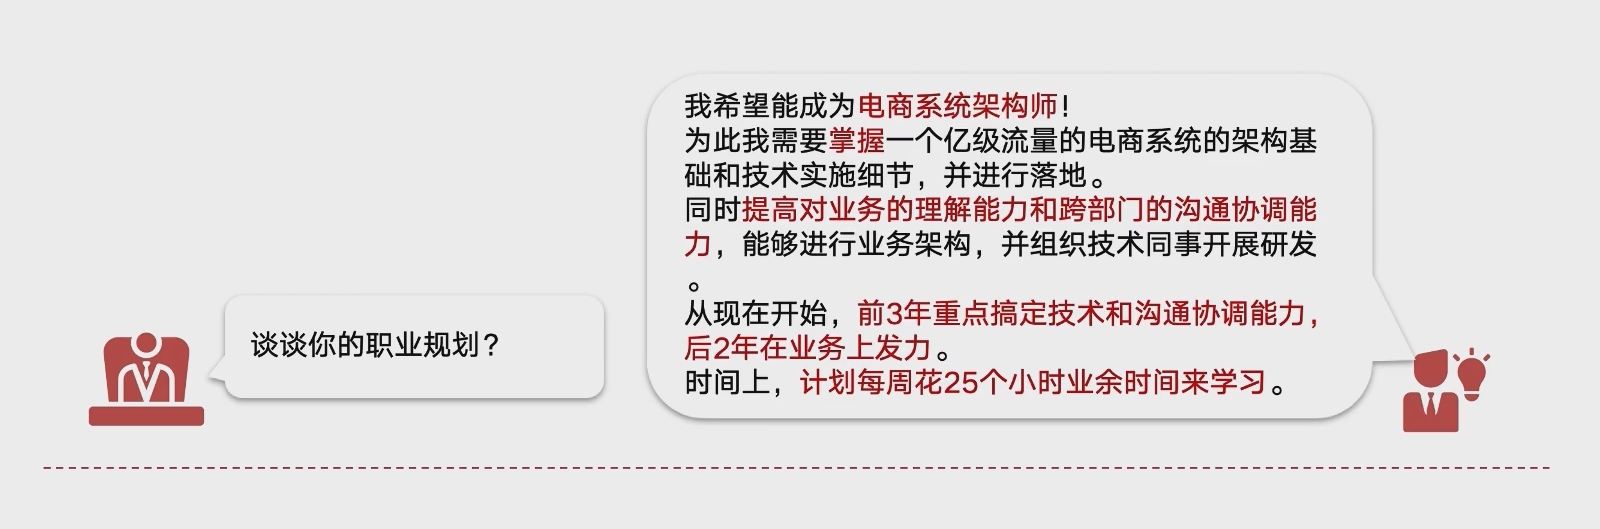 谈谈你的职业规划？
我希望能成为电商系统架构师！
为此我需要掌握一个亿级流量的电商系统的架构基
础和技术实施细节，并进行落地。
同时提高对业务的理解能力和跨部门的沟通协调能
力，能够进行业务架构，并组织技术同事开展研发
。
从现在开始，前3年重点搞定技术和沟通协调能力，
后2年在业务上发力。
时间上，计划每周花25个小时业余时间来学习。